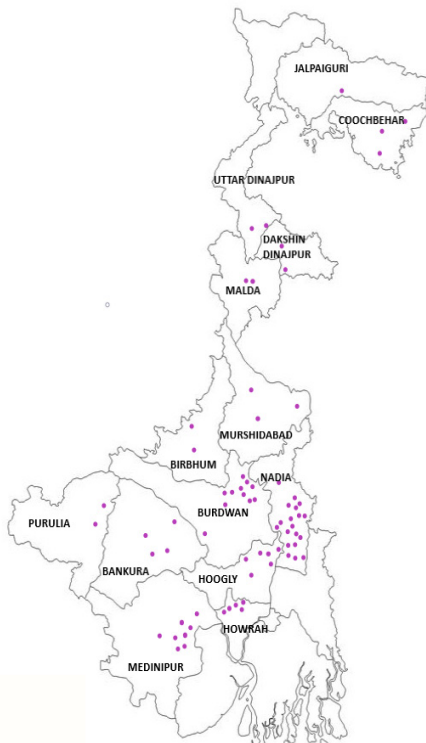 JALPAIGURI
COOCHBEHAR
UTTAR DINAJPUR
DAKSHIN
DINAJPUR
MALDA
MURSHIDABAD
BIRBHUM
NADIA
BURDWAN
PURULIA
BANKURA
HOOGLY
HOWRAH
MEDINIPUR